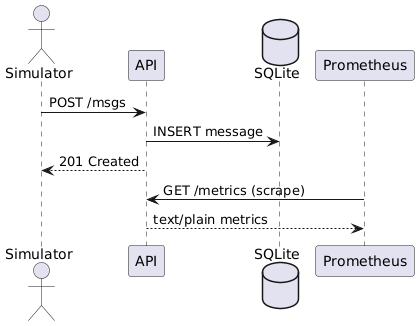 Simulator
API
SQLite
Prometheus
POST /msgs
INSERT message
201 Created
GET /metrics (scrape)
text/plain metrics
Simulator
API
SQLite
Prometheus